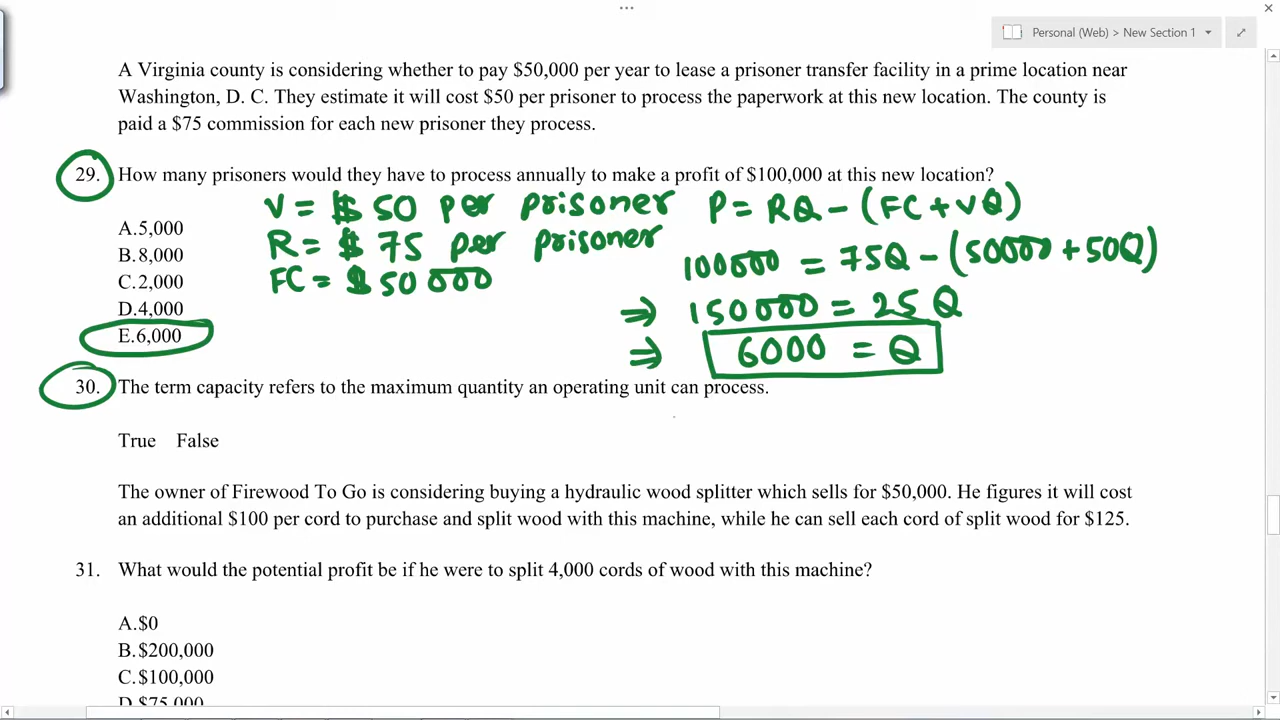 Personal (Web) > New Section 1
A Virginia county is considering whether to pay $50,000 per year to lease a prisoner transfer facility in a prime location near
Washington, D. C. They estimate it will cost $50 per prisoner to process the paperwork at this new location. The county is
paid a $75 commission for each new prisoner they process.
29. How many prisoners would they have to process annually to make a profit of $100,000 at this new location?
V = $ 50 per prisoner
R = $ 75 per prisoner
FC = $ 50000
P = RQ - (FC + VQ)
100000 = 75Q - (50000 + 50Q)
⇒ 150000 = 25 Q
⇒ 6000 = Q
A.5,000
B.8,000
C.2,000
D.4,000
E.6,000
30. The term capacity refers to the maximum quantity an operating unit can process.
True False
The owner of Firewood To Go is considering buying a hydraulic wood splitter which sells for $50,000. He figures it will cost
an additional $100 per cord to purchase and split wood with this machine, while he can sell each cord of split wood for $125.
31. What would the potential profit be if he were to split 4,000 cords of wood with this machine?
A.$0
B.$200,000
C.$100,000
D.$75,000